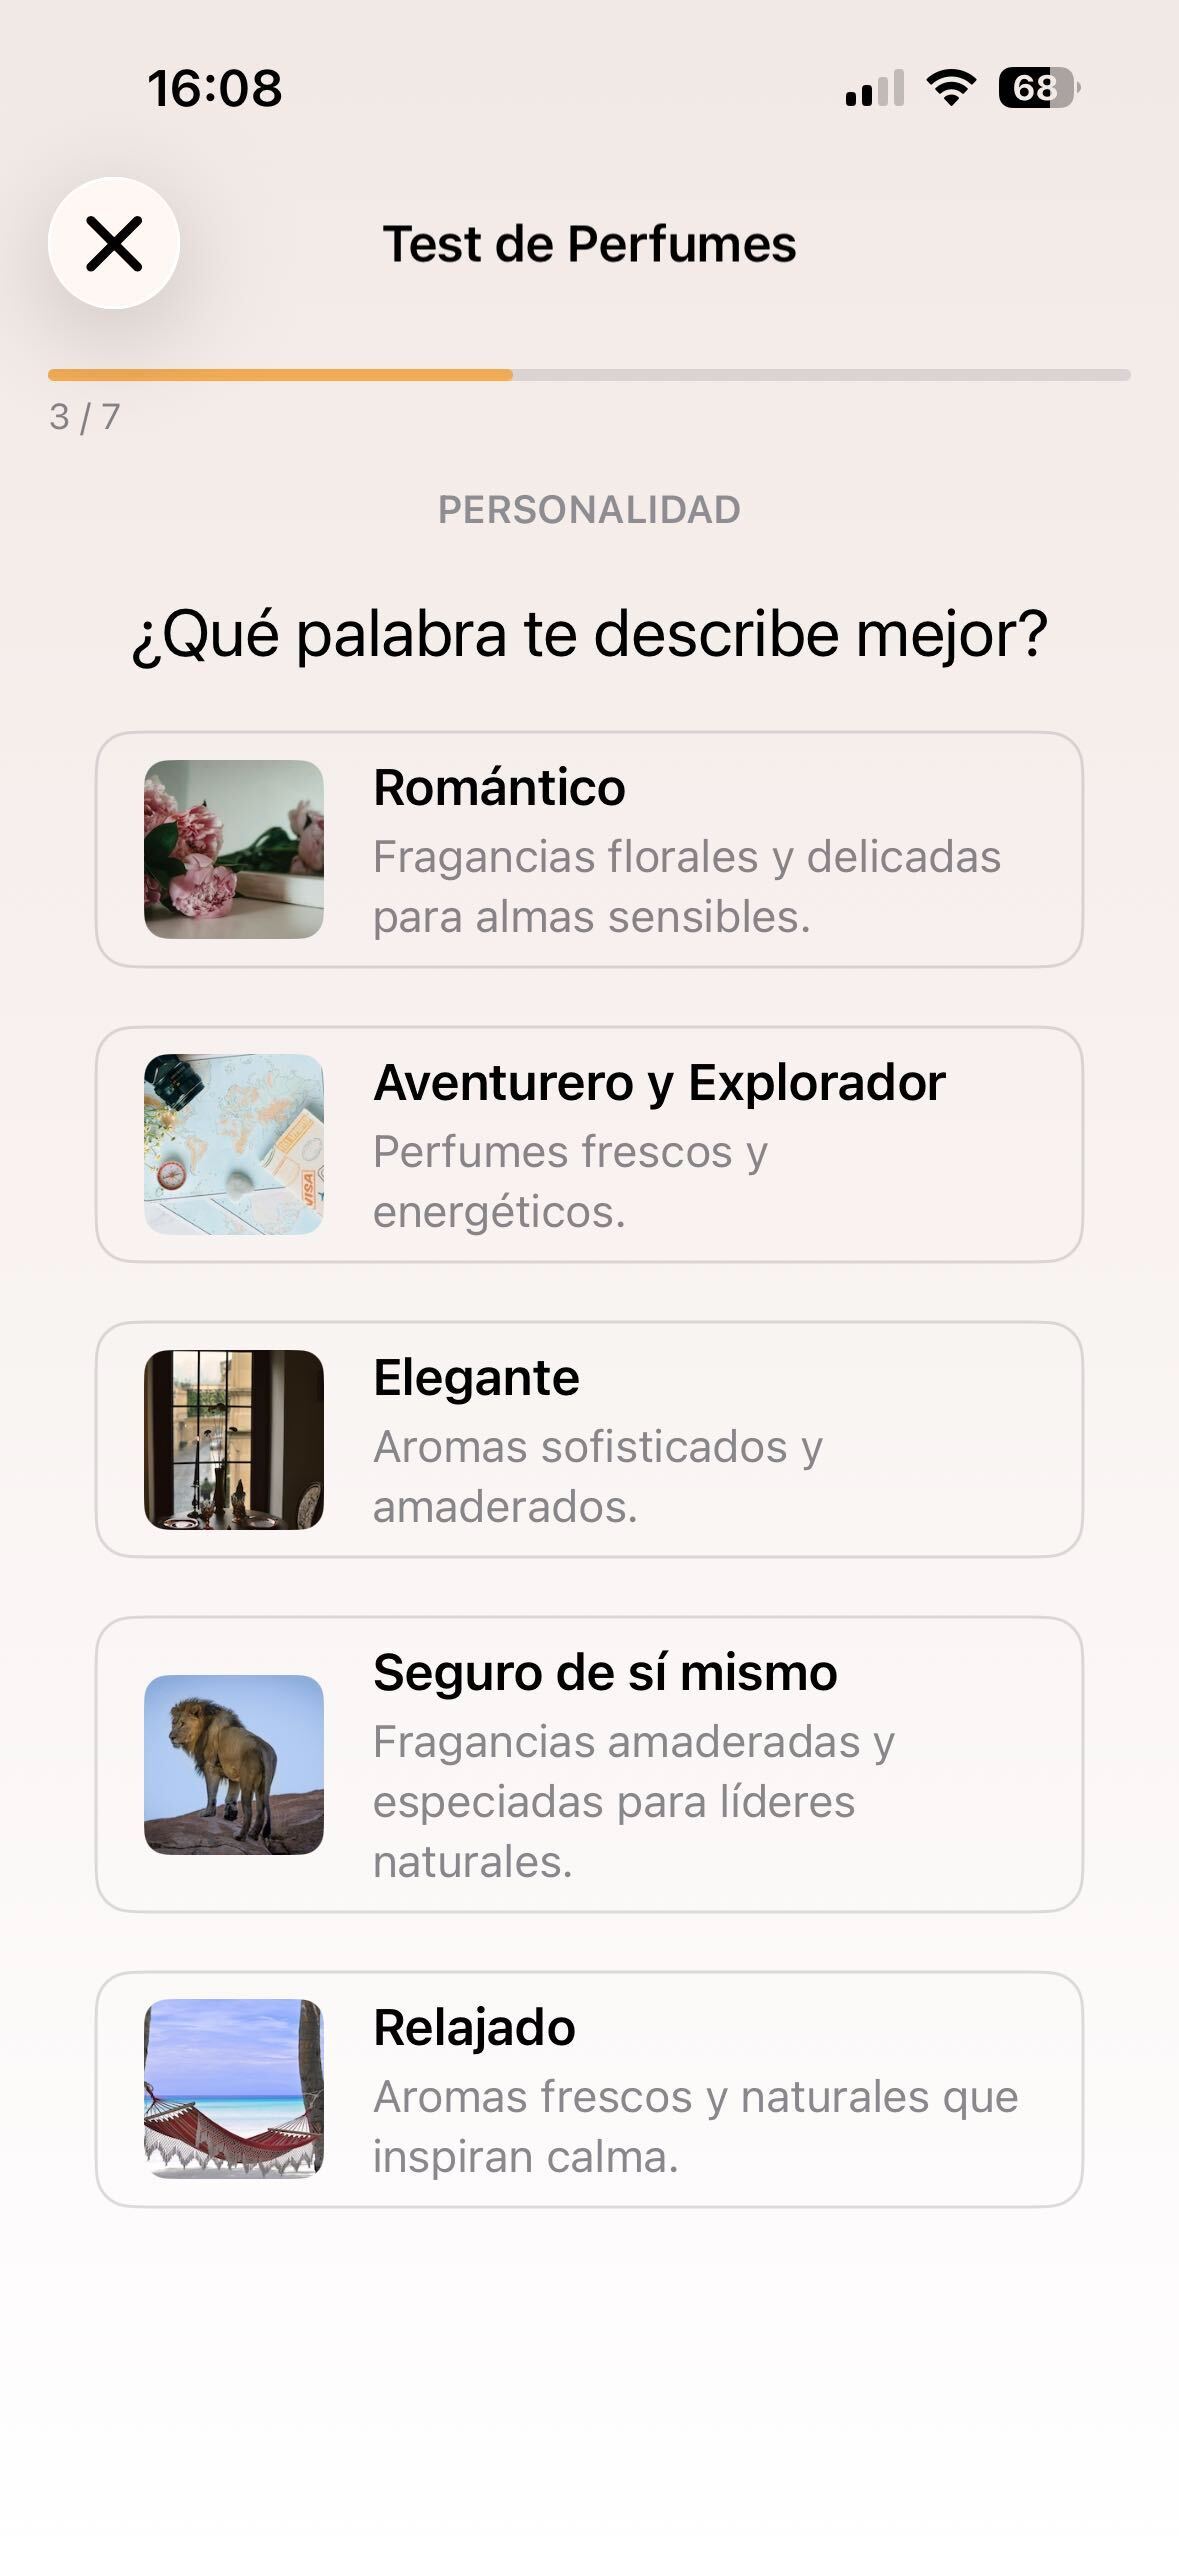 16:08
68
Test de Perfumes
3 / 7
PERSONALIDAD
¿Qué palabra te describe mejor?
Romántico
Fragancias florales y delicadas
para almas sensibles.
Aventurero y Explorador
Perfumes frescos y
energéticos.
VISA
Elegante
Aromas sofisticados y
amaderados.
Seguro de sí mismo
Fragancias amaderadas y
especiadas para líderes
naturales.
Relajado
Aromas frescos y naturales que
inspiran calma.